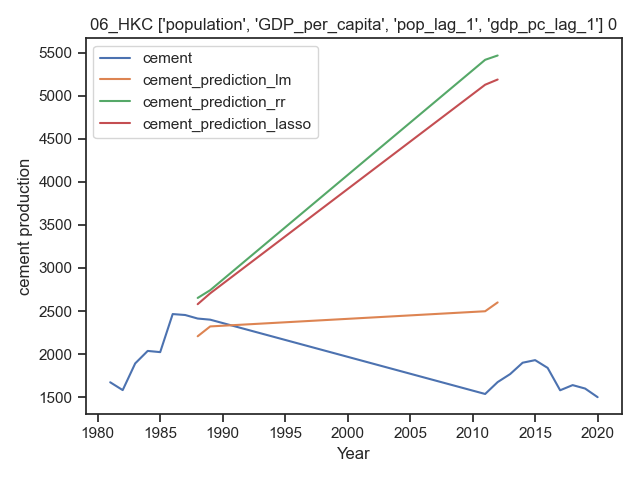 06_HKC ['population', 'GDP_per_capita', 'pop_lag_1', 'gdp_pc_lag_1'] 0
cement
cement_prediction_lm
cement_prediction_rr
cement_prediction_lasso
5500
5000
4500
4000
3500
3000
2500
2000
1500
cement production
1980 1985 1990 1995 2000 2005 2010 2015 2020
Year